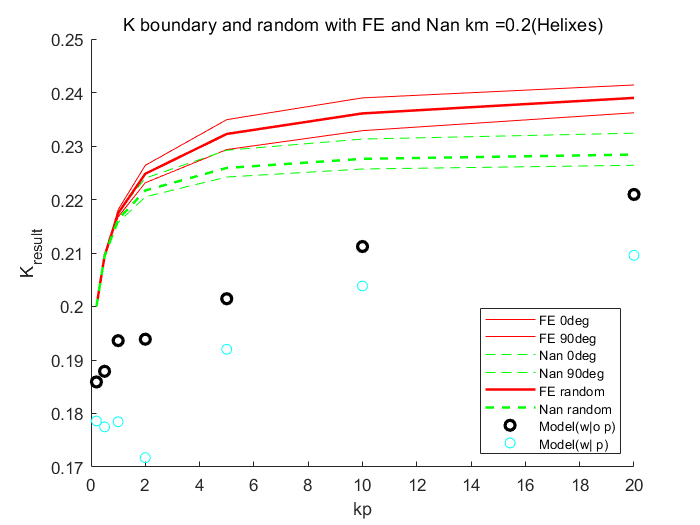 K boundary and random with FE and Nan km =0.2(Helixes)
0.25
0.24
0.23
0.22
0.21
0.2
0.19
0.18
0.17
K_result
FE 0deg
FE 90deg
Nan 0deg
Nan 90deg
FE random
Nan random
Model(w|o p)
Model(w| p)
0 2 4 6 8 10 12 14 16 18 20
kp